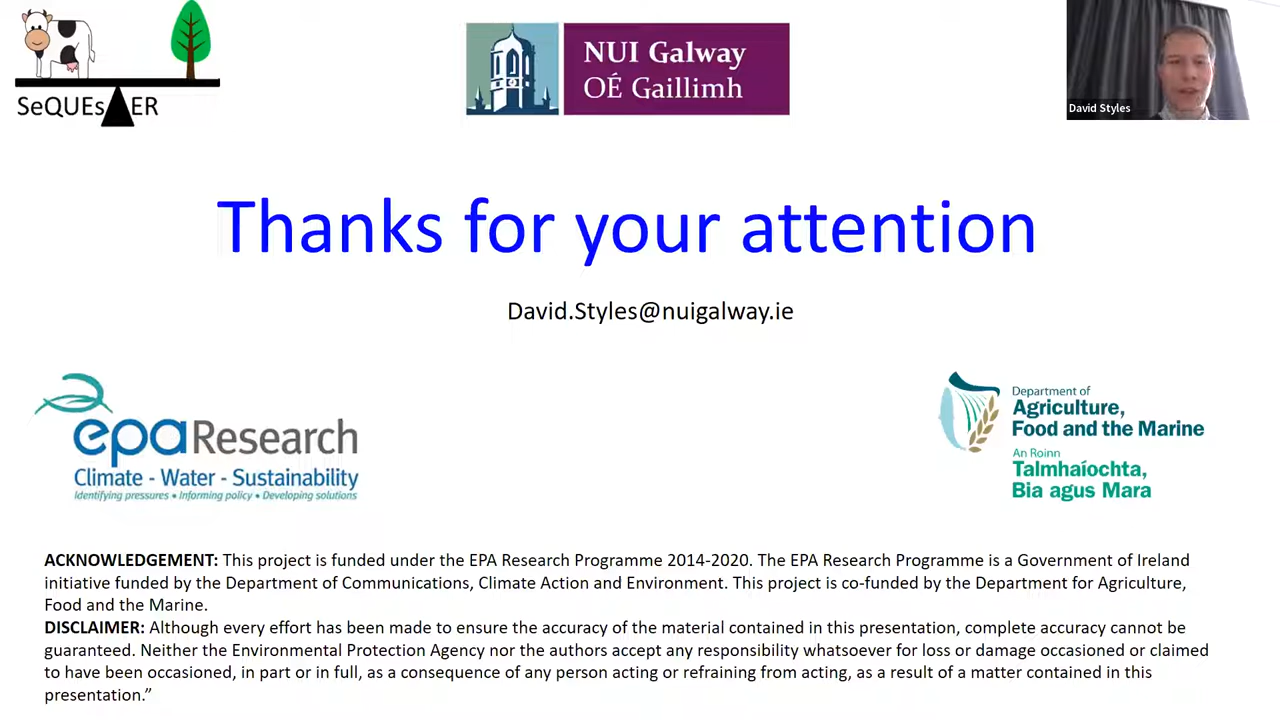 SeQUEsTER
NUI Galway
OÉ Gaillimh
David Styles
Thanks for your attention
David.Styles@nuigalway.ie
epaResearch
Climate - Water - Sustainability
Identifying pressures • Informing policy • Developing solutions
Department of
Agriculture,
Food and the Marine
An Roinn
Talmhaíochta,
Bia agus Mara
ACKNOWLEDGEMENT: This project is funded under the EPA Research Programme 2014-2020. The EPA Research Programme is a Government of Ireland
initiative funded by the Department of Communications, Climate Action and Environment. This project is co-funded by the Department for Agriculture,
Food and the Marine.
DISCLAIMER: Although every effort has been made to ensure the accuracy of the material contained in this presentation, complete accuracy cannot be
guaranteed. Neither the Environmental Protection Agency nor the authors accept any responsibility whatsoever for loss or damage occasioned or claimed
to have been occasioned, in part or in full, as a consequence of any person acting or refraining from acting, as a result of a matter contained in this
presentation.”